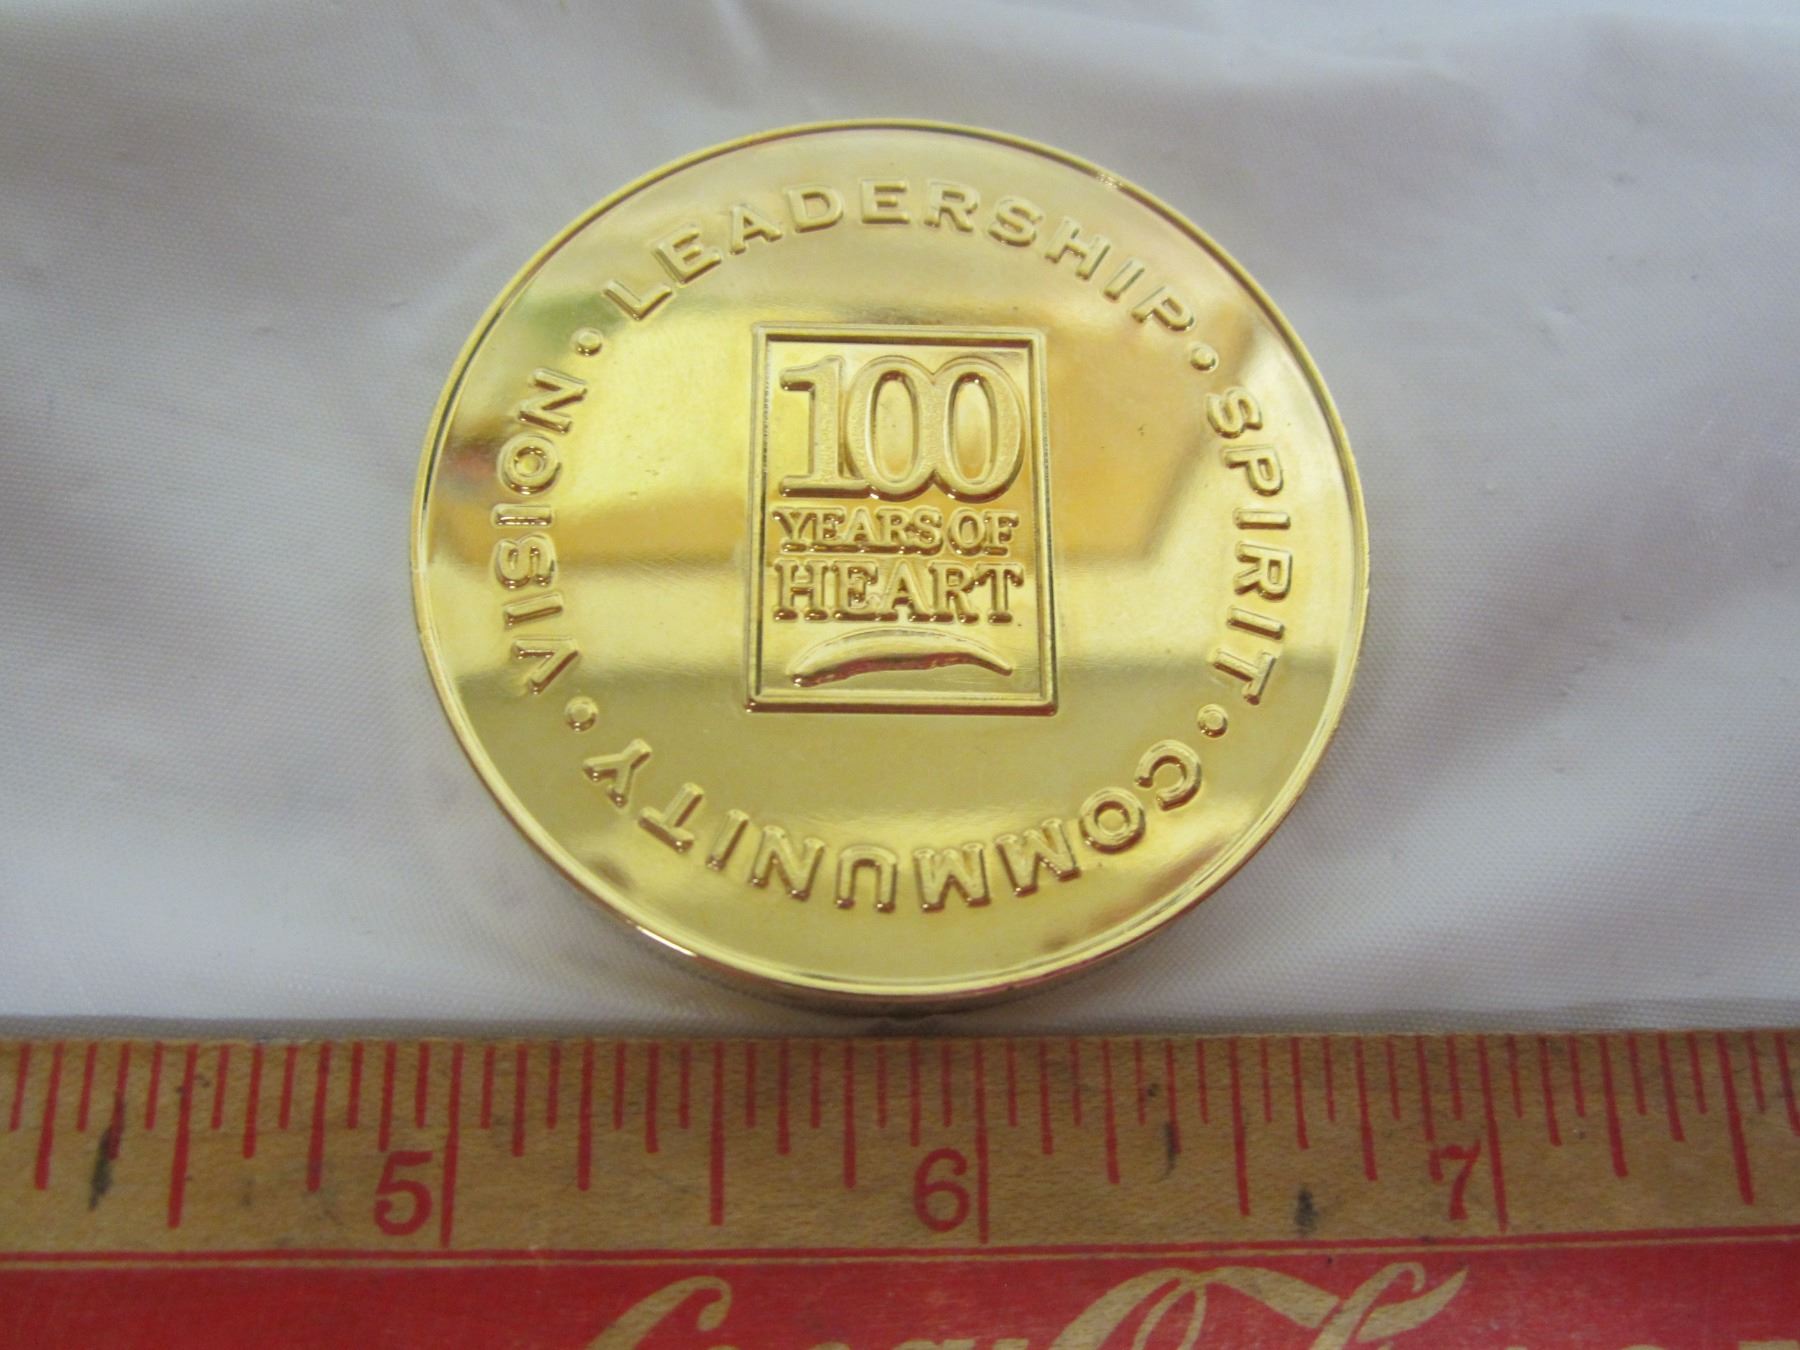 LEADERSHIP · SPIRIT · COMMUNITY · VISION ·
100
YEARS OF
HEART
5 6 7